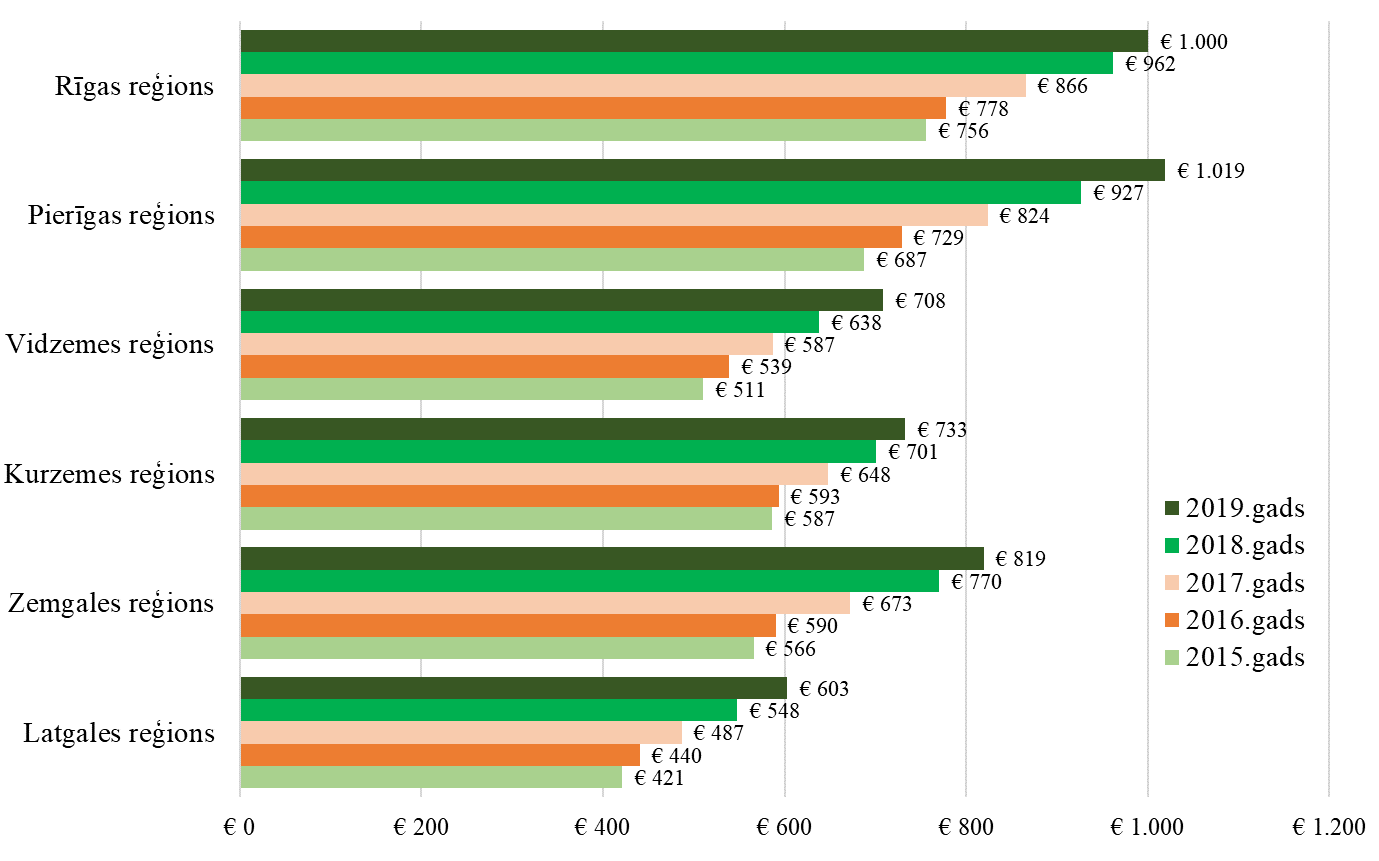 Rīgas reģions
€ 1.000
€ 962
€ 866
€ 778
€ 756
Pierīgas reģions
€ 1.019
€ 927
€ 824
€ 729
€ 687
Vidzemes reģions
€ 708
€ 638
€ 587
€ 539
€ 511
Kurzemes reģions
€ 733
€ 701
€ 648
€ 593
€ 587
Zemgales reģions
€ 819
€ 770
€ 673
€ 590
€ 566
Latgales reģions
€ 603
€ 548
€ 487
€ 440
€ 421
2019.gads
2018.gads
2017.gads
2016.gads
2015.gads
€ 0 € 200 € 400 € 600 € 800 € 1.000 € 1.200